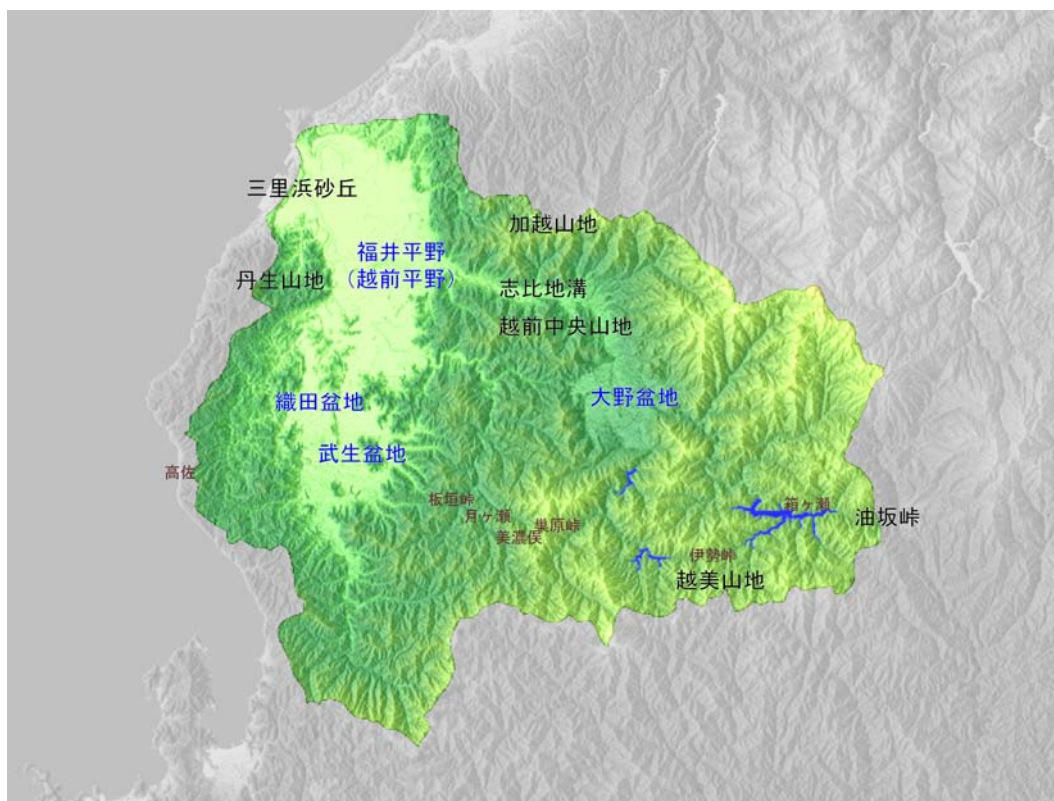 三里浜砂丘
加越山地
福井平野
（越前平野）
丹生山地
志比地溝
越前中央山地
織田盆地
大野盆地
武生盆地
高佐
板垣峠
月ヶ瀬
巣原峠
美濃俣
箱ヶ瀬
油坂峠
伊勢峠
越美山地